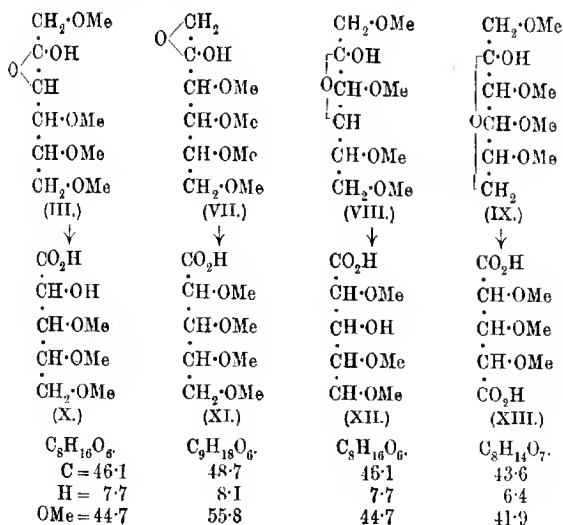 CH₂·OMe CH₂ CH₂·OMe CH₂·OMe
O C·OH O C·OH C·OH C·OH
CH CH·OMe O CH·OMe CH·OMe
CH·OMe CH·OMe CH O CH·OMe
CH·OMe CH·OMe CH·OMe CH·OMe
CH₂·OMe CH₂·OMe CH₂·OMe CH₂
(III.) (VII.) (VIII.) (IX.)
↓ ↓ ↓ ↓
CO₂H CO₂H CO₂H CO₂H
CH·OH CH·OMe CH·OMe CH·OMe
CH·OMe CH·OMe CH·OH CH·OMe
CH·OMe CH·OMe CH·OMe CH·OMe
CH₂·OMe CH₂·OMe CH·OMe CO₂H
(X.) (XI.) (XII.) (XIII.)
C₈H₁₆O₆. C₉H₁₈O₆. C₈H₁₆O₆. C₈H₁₄O₇.
C = 46·1 48·7 46·1 43·6
H = 7·7 8·1 7·7 6·4
OMe = 44·7 55·8 44·7 41·9